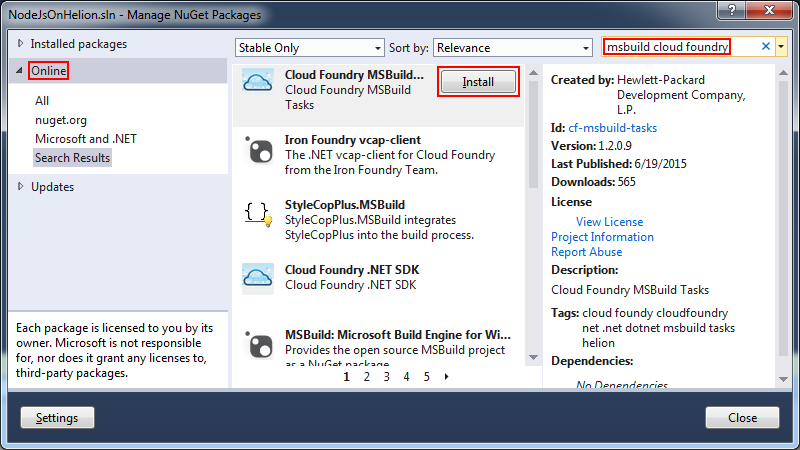 NodeJsOnHelion.sln - Manage NuGet Packages
Installed packages
Online
All
nuget.org
Microsoft and .NET
Search Results
Updates
Each package is licensed to you by its
owner. Microsoft is not responsible
for, nor does it grant any licenses to,
third-party packages.
Stable Only
Sort by:
Relevance
msbuild cloud foundry
Cloud Foundry MSBuild...
Cloud Foundry MSBuild
Tasks
Install
Iron Foundry vcap-client
The .NET vcap-client for Cloud Foundry
from the Iron Foundry Team.
StyleCopPlus.MSBuild
StyleCopPlus.MSBuild integrates
StyleCopPlus into the build process.
Cloud Foundry .NET SDK
Cloud Foundry .NET SDK
MSBuild: Microsoft Build Engine for Wi...
Provides the open source MSBuild project
as a NuGet package
1 2 3 4 5
Created by: Hewlett-Packard
Development Company,
L.P.
Id: cf-msbuild-tasks
Version: 1.2.0.9
Last Published: 6/19/2015
Downloads: 565
License
View License
Project Information
Report Abuse
Description:
Cloud Foundry MSBuild Tasks
Tags: cloud foundy cloudfoundry
net .net dotnet msbuild tasks
helion
Dependencies:
No Dependencies
Settings
Close